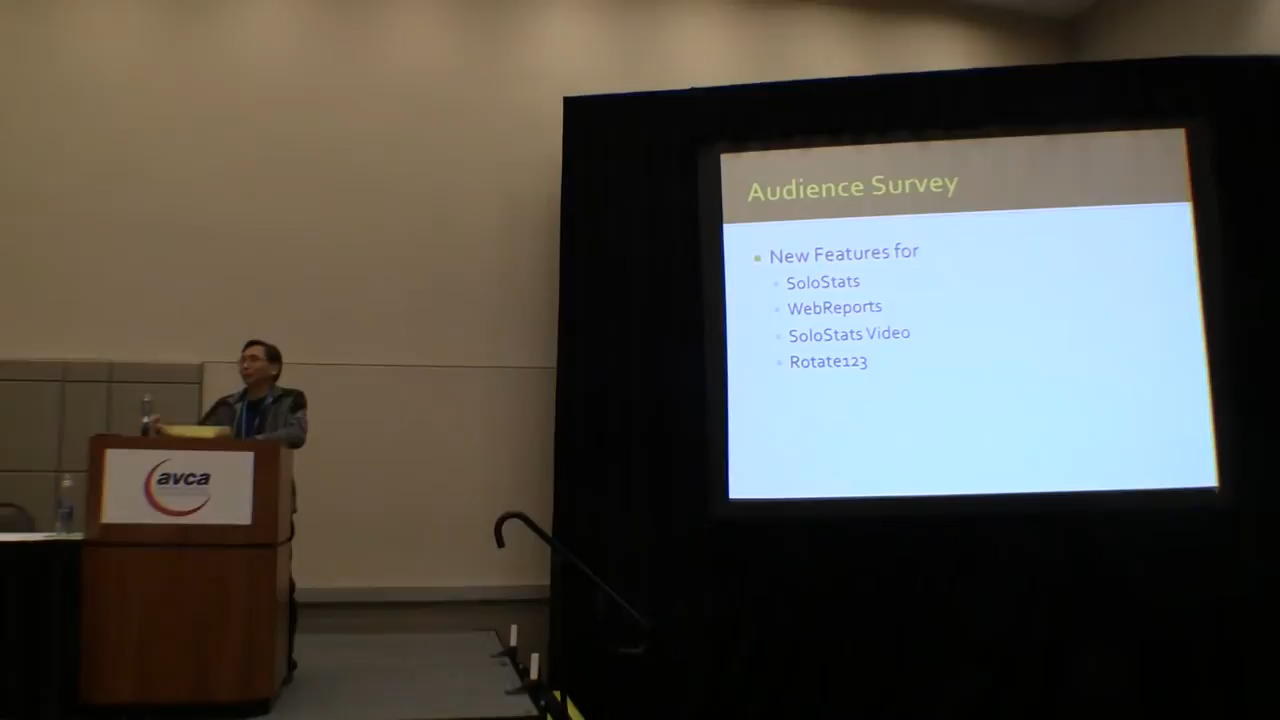 Audience Survey
New Features for
SoloStats
WebReports
SoloStats Video
Rotate123
avca